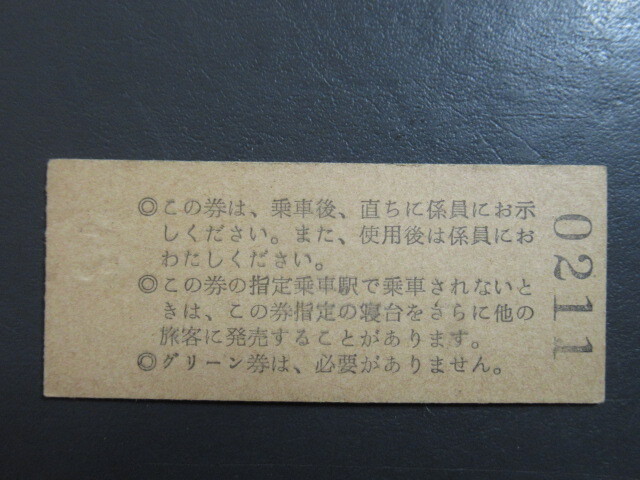 ◎この券は、乗車後、直ちに係員にお示
しください。また、使用後は係員にお
わたしください。
◎この券の指定乗車駅で乗車されないと
きは、この券指定の寝台をさらに他の
旅客に発売することがあります。
◎グリーン券は、必要がありません。
0211